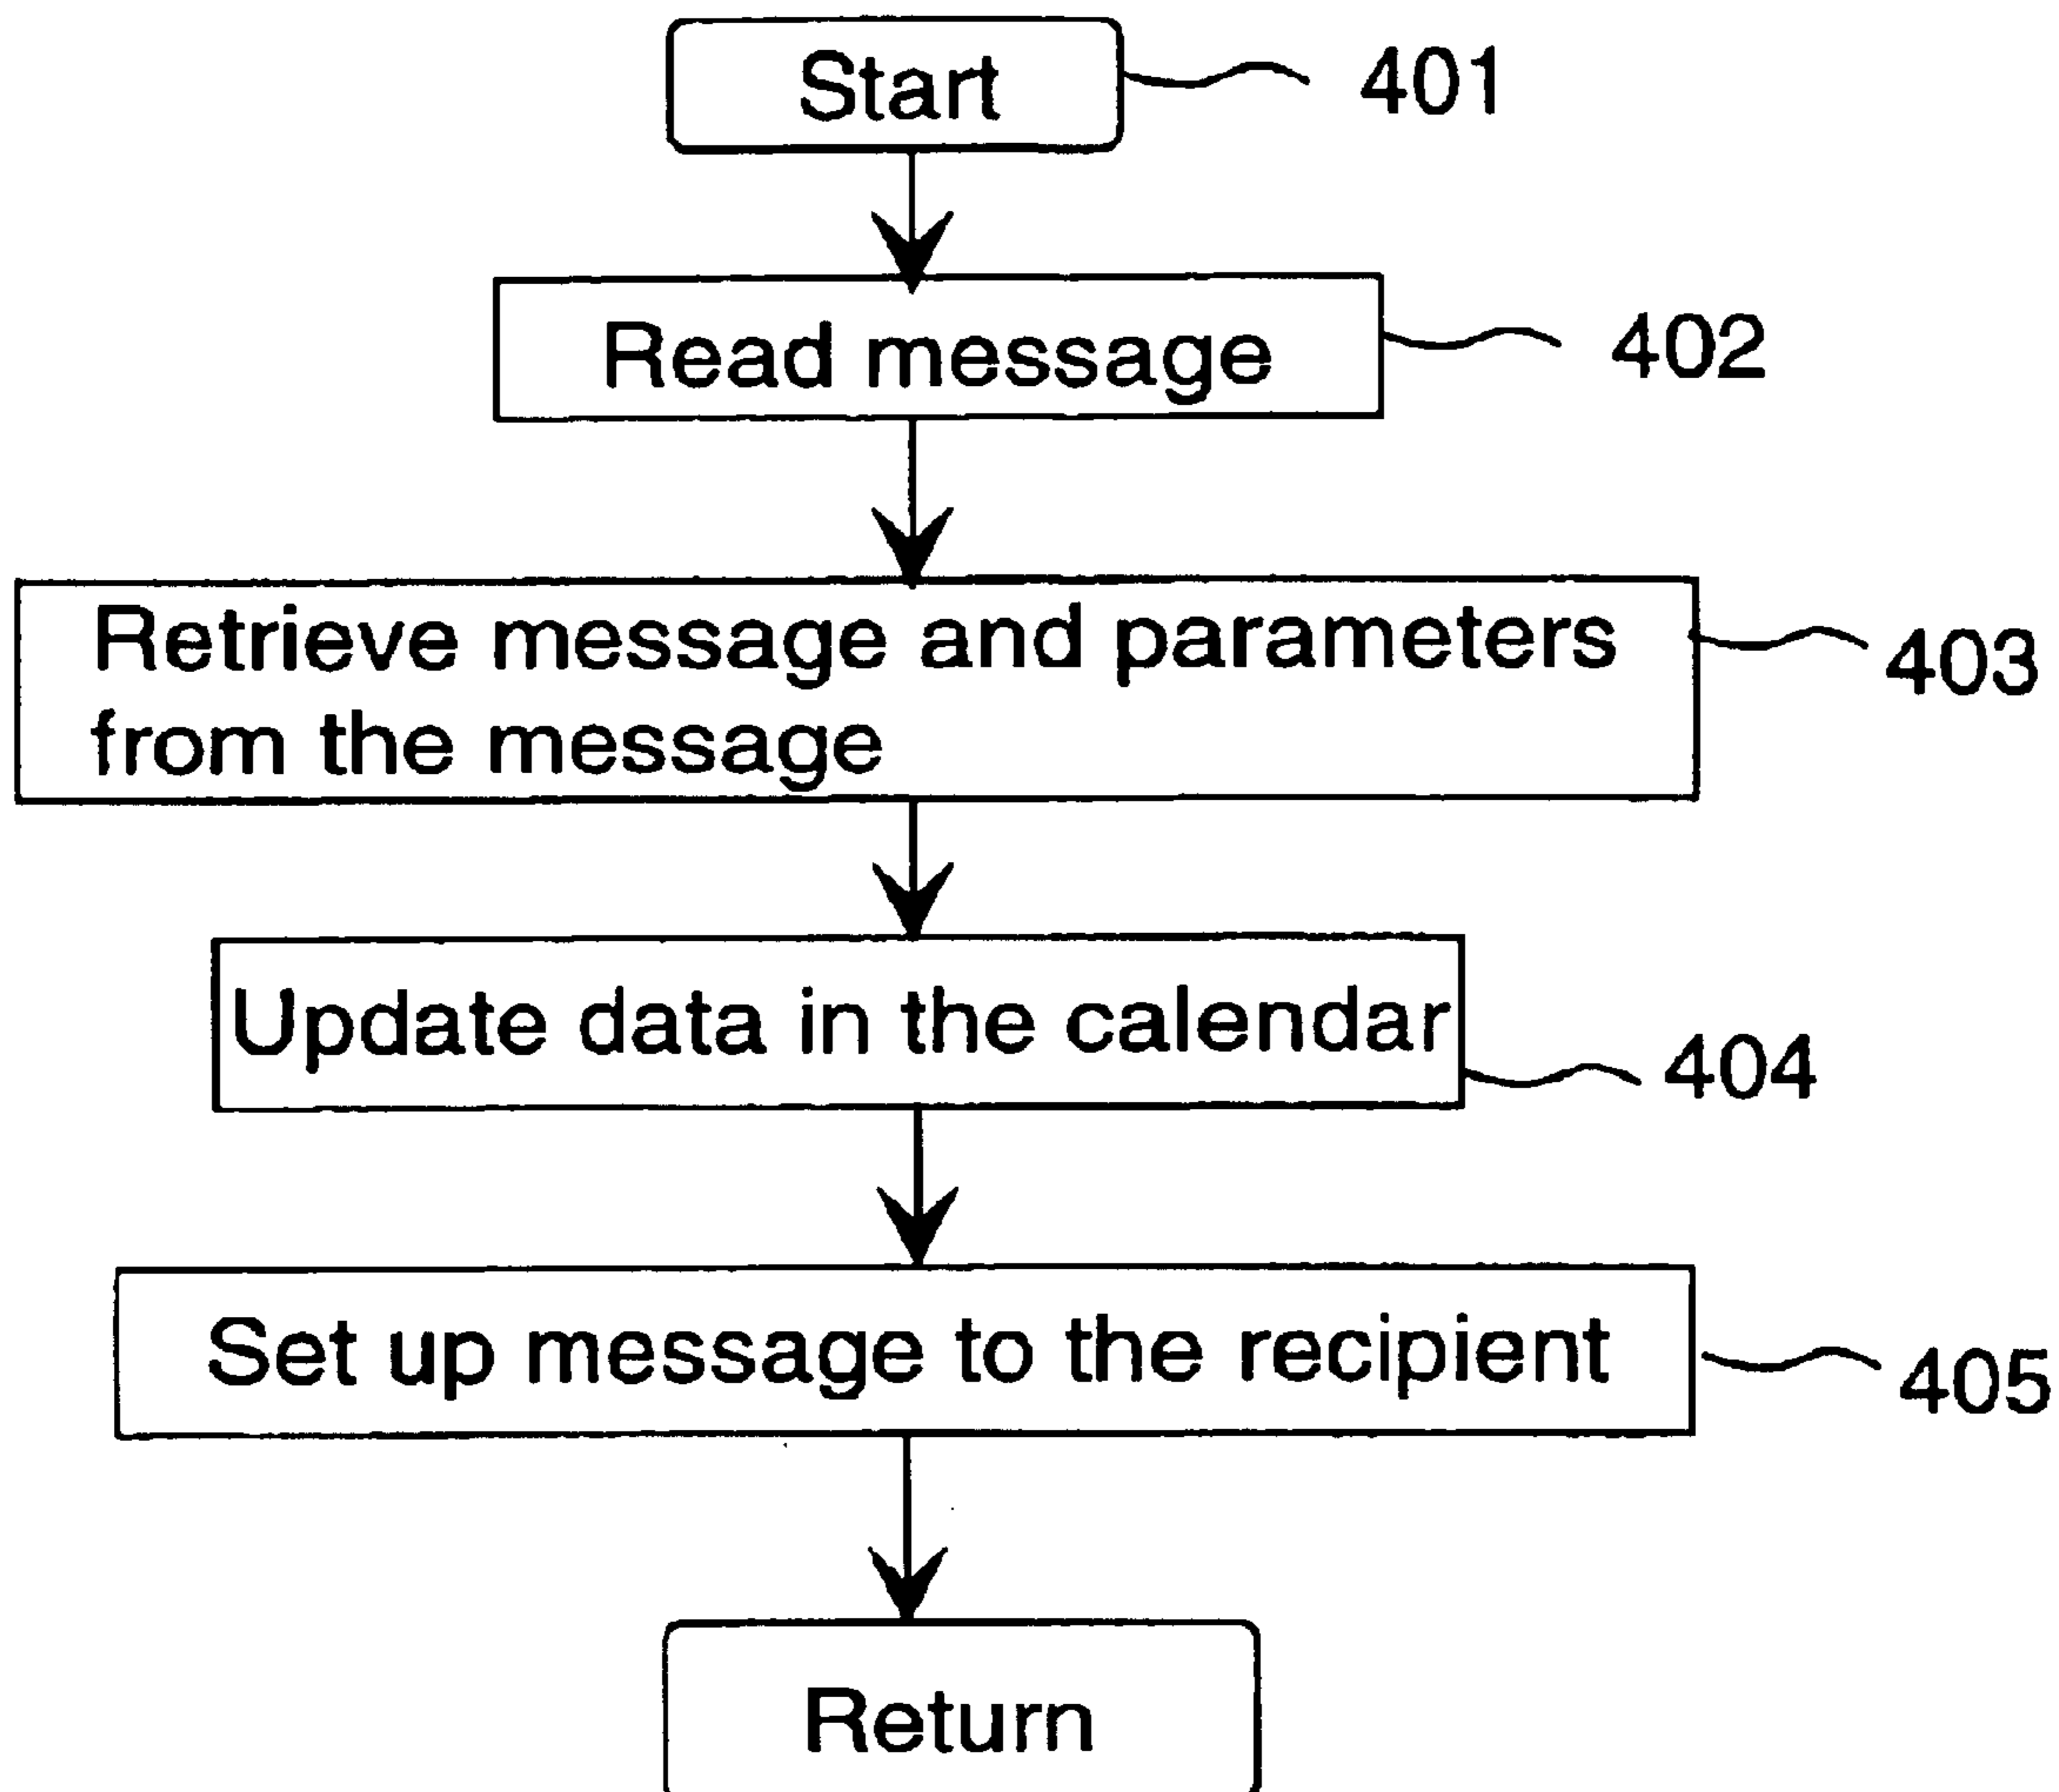 Start
401
Read message
402
Retrieve message and parameters
403
from the message
Update data in the calendar
404
Set up message to the recipient
405
Return